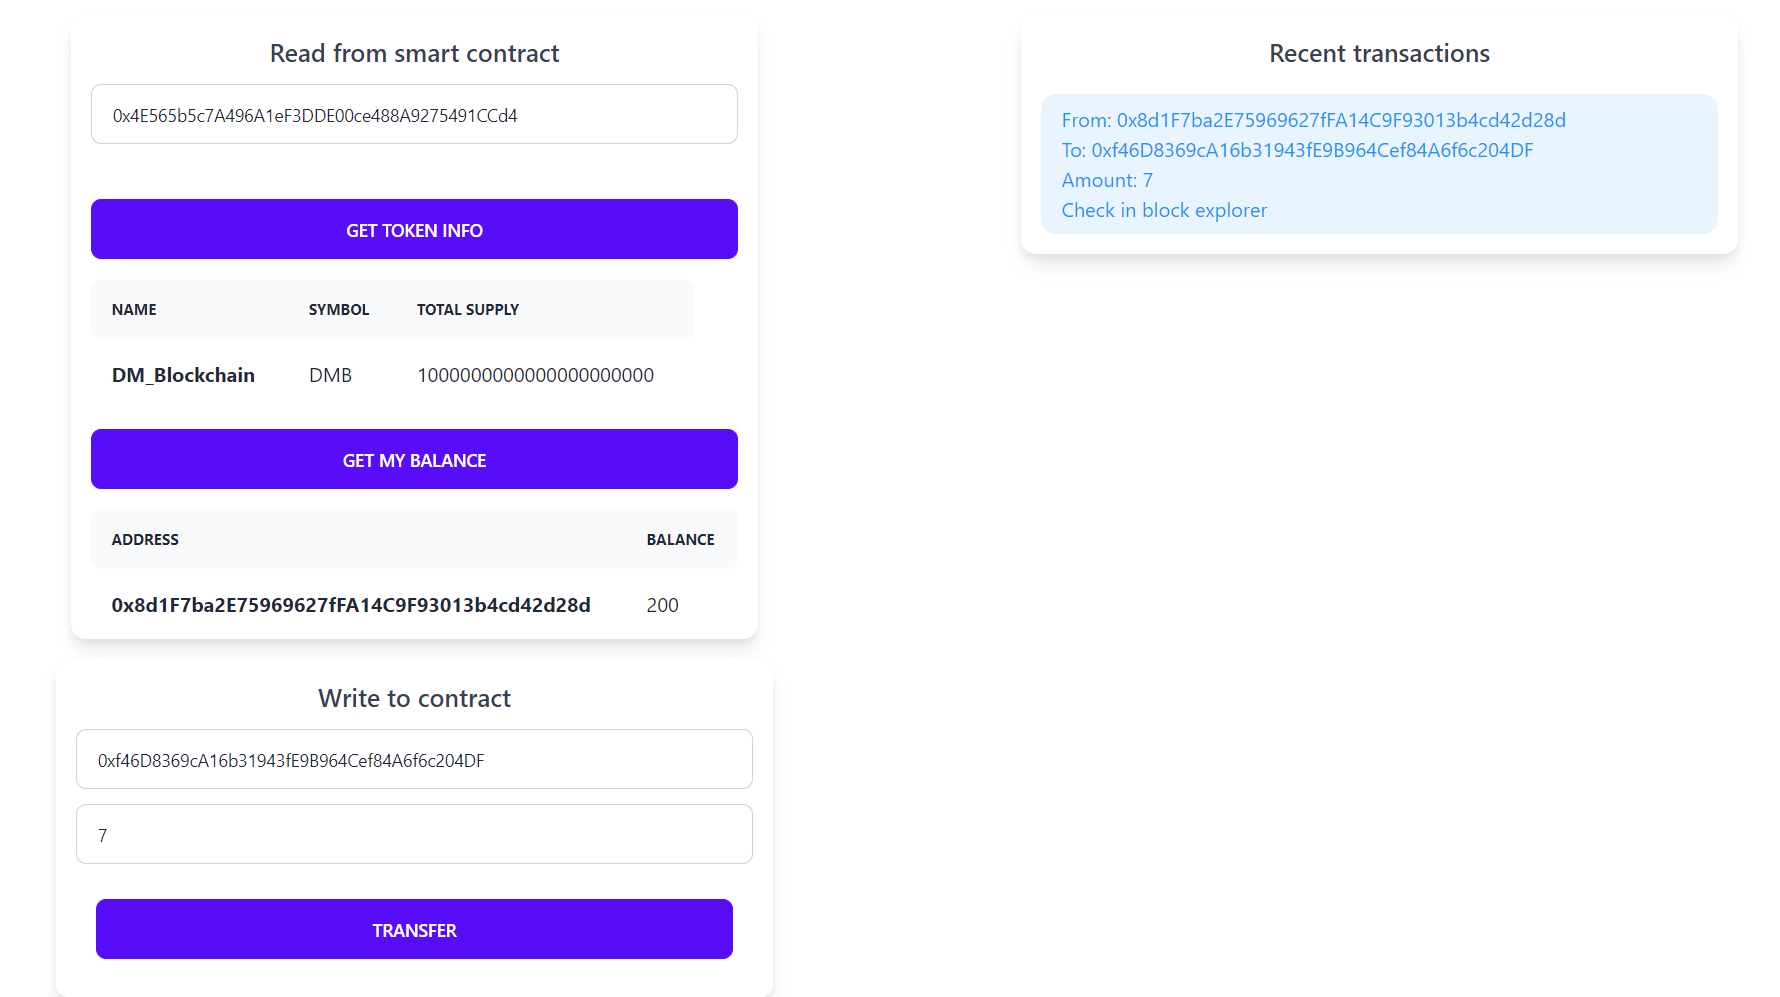 Read from smart contract
0x4E565b5c7A496A1eF3DDE00ce488A9275491CCd4
GET TOKEN INFO
NAME SYMBOL TOTAL SUPPLY
DM_Blockchain DMB 1000000000000000000000
GET MY BALANCE
ADDRESS BALANCE
0x8d1F7ba2E75969627fFA14C9F93013b4cd42d28d 200
Write to contract
0xf46D8369cA16b31943fE9B964Cef84A6f6c204DF
7
TRANSFER
Recent transactions
From: 0x8d1F7ba2E75969627fFA14C9F93013b4cd42d28d
To: 0xf46D8369cA16b31943fE9B964Cef84A6f6c204DF
Amount: 7
Check in block explorer